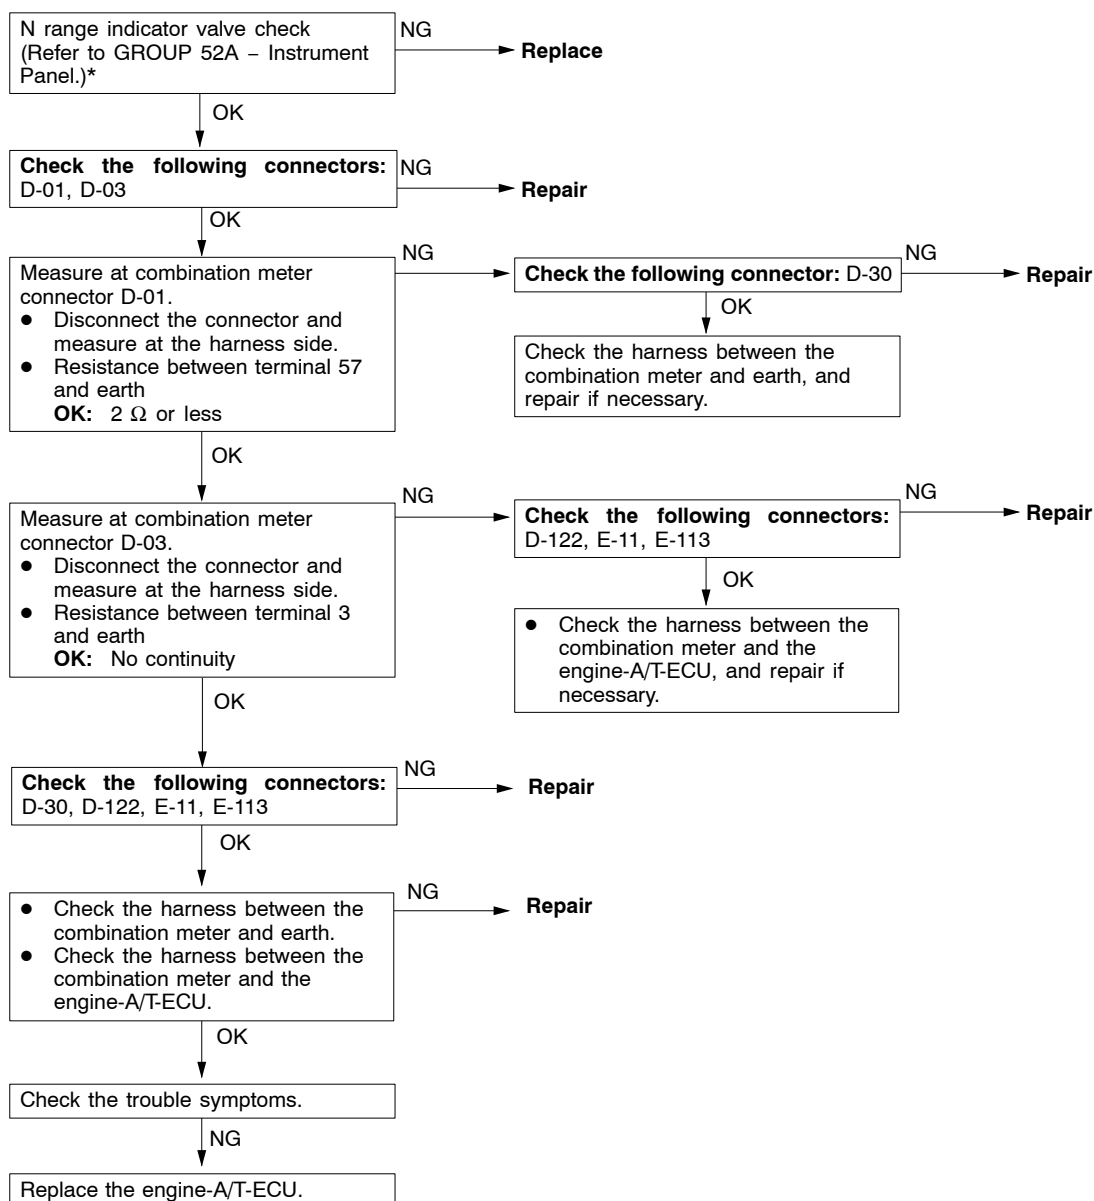 N range indicator valve check
(Refer to GROUP 52A – Instrument
Panel.)*
NG
Replace
OK
Check the following connectors:
D-01, D-03
NG
Repair
OK
Measure at combination meter
connector D-01.
● Disconnect the connector and
measure at the harness side.
● Resistance between terminal 57
and earth
OK: 2 Ω or less
NG
Check the following connector: D-30
NG
Repair
OK
Check the harness between the
combination meter and earth, and
repair if necessary.
OK
Measure at combination meter
connector D-03.
● Disconnect the connector and
measure at the harness side.
● Resistance between terminal 3
and earth
OK: No continuity
NG
Check the following connectors:
D-122, E-11, E-113
NG
Repair
OK
● Check the harness between the
combination meter and the
engine-A/T-ECU, and repair if
necessary.
OK
Check the following connectors:
D-30, D-122, E-11, E-113
NG
Repair
OK
● Check the harness between the
combination meter and earth.
● Check the harness between the
combination meter and the
engine-A/T-ECU.
NG
Repair
OK
Check the trouble symptoms.
NG
Replace the engine-A/T-ECU.